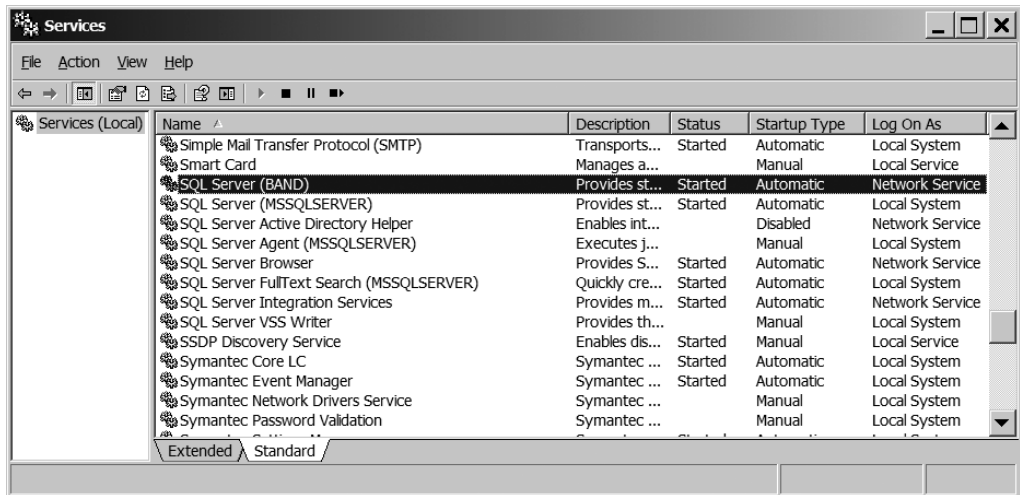 Services
File Action View Help
Services (Local)
Name Description Status Startup Type Log On As
Simple Mail Transfer Protocol (SMTP) Transports... Started Automatic Local System
Smart Card Manages a... Manual Local Service
SQL Server (BAND) Provides st... Started Automatic Network Service
SQL Server (MSSQLSERVER) Provides st... Started Automatic Local System
SQL Server Active Directory Helper Enables int... Disabled Network Service
SQL Server Agent (MSSQLSERVER) Executes j... Manual Local System
SQL Server Browser Provides S... Started Automatic Network Service
SQL Server FullText Search (MSSQLSERVER) Quickly cre... Started Automatic Local System
SQL Server Integration Services Provides m... Started Automatic Network Service
SQL Server VSS Writer Provides th... Manual Local System
SSDP Discovery Service Enables dis... Started Manual Local Service
Symantec Core LC Symantec ... Started Automatic Local System
Symantec Event Manager Symantec ... Started Automatic Local System
Symantec Network Drivers Service Symantec ... Manual Local System
Symantec Password Validation Symantec ... Manual Local System
Extended Standard